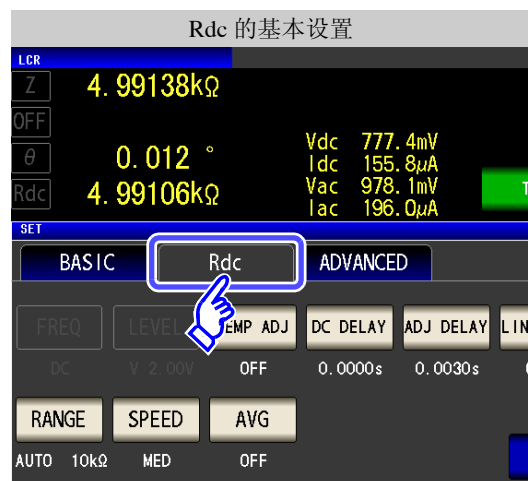 Rdc 的基本设置
LCR
Z 4.99138kΩ
OFF
θ 0.012 °
Rdc 4.99106kΩ
Vdc 777.4mV
Idc 155.8μA
Vac 978.1mV
Iac 196.0μA
SET
BASIC Rdc ADVANCED
FREQ LEVEL EMP ADJ DC DELAY ADJ DELAY LIN
DC V 2.00V OFF 0.0000s 0.0030s
RANGE SPEED AVG
AUTO 10kΩ MED OFF